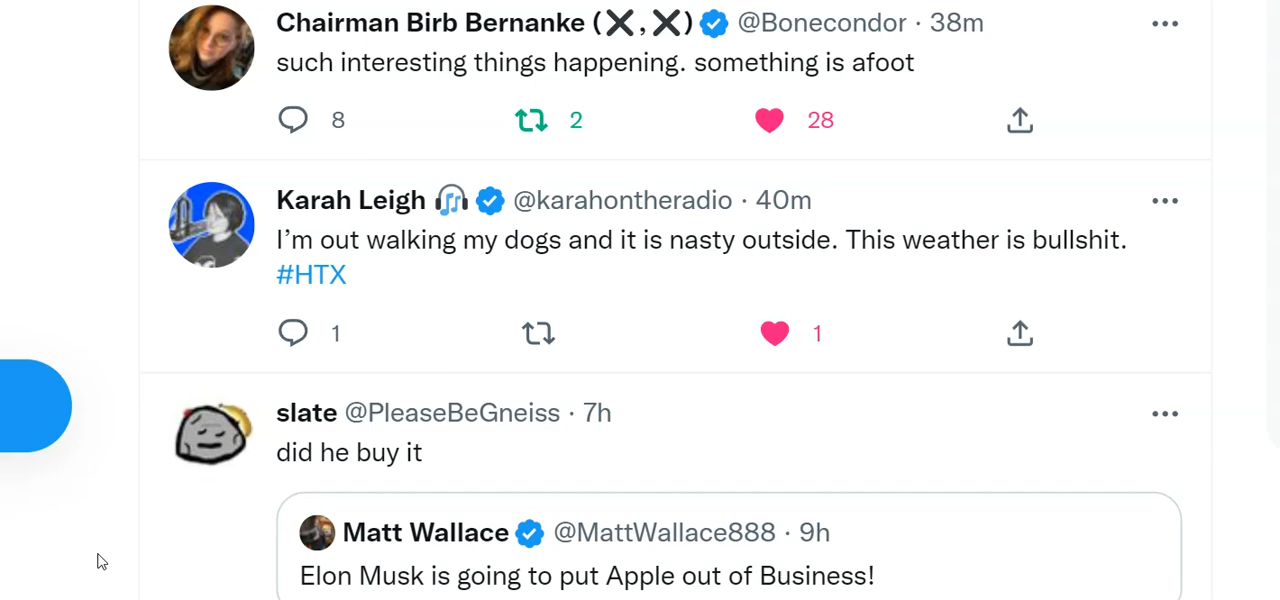 Chairman Birb Bernanke (❌,❌) @Bonecondor · 38m
such interesting things happening. something is afoot
8 2 28
Karah Leigh 🎧 @karahontheradio · 40m
I’m out walking my dogs and it is nasty outside. This weather is bullshit.
#HTX
1 1
slate @PleaseBeGneiss · 7h
did he buy it
Matt Wallace @MattWallace888 · 9h
Elon Musk is going to put Apple out of Business!